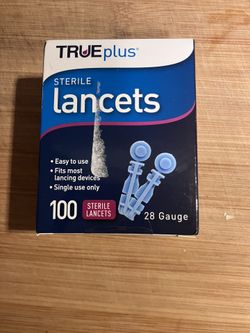 TRUEplus®
STERILE
lancets
• Easy to use
• Fits most
lancing devices
• Single use only
100 STERILE
LANCETS
28 Gauge